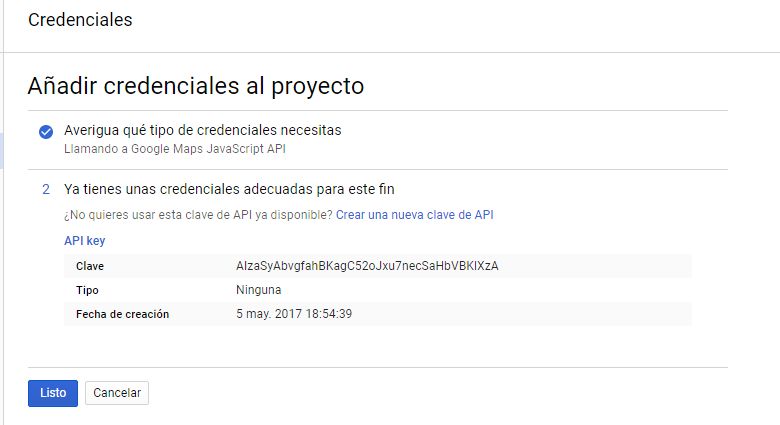 Credenciales
Añadir credenciales al proyecto
Averigua qué tipo de credenciales necesitas
Llamando a Google Maps JavaScript API
2 Ya tienes unas credenciales adecuadas para este fin
¿No quieres usar esta clave de API ya disponible? Crear una nueva clave de API
API key
Clave AIzaSyAbvgfahBKagC52oJxu7necSaHbVBKIXzA
Tipo Ninguna
Fecha de creación 5 may. 2017 18:54:39
Listo Cancelar